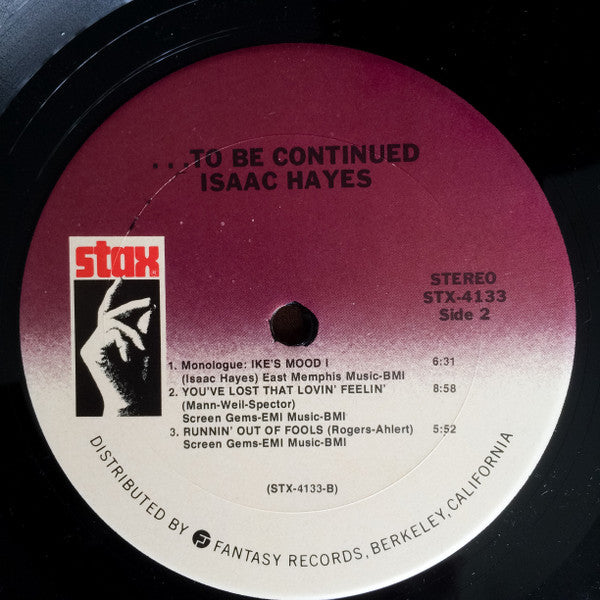 ...TO BE CONTINUED
ISAAC HAYES
stax
STEREO
STX-4133
Side 2
1. Monologue: IKE'S MOOD I 6:31
(Isaac Hayes) East Memphis Music-BMI
2. YOU'VE LOST THAT LOVIN' FEELIN' 8:58
(Mann-Weil-Spector)
Screen Gems-EMI Music-BMI
3. RUNNIN' OUT OF FOOLS (Rogers-Ahlert) 5:52
Screen Gems-EMI Music-BMI
(STX-4133-B)
DISTRIBUTED BY FANTASY RECORDS, BERKELEY, CALIFORNIA